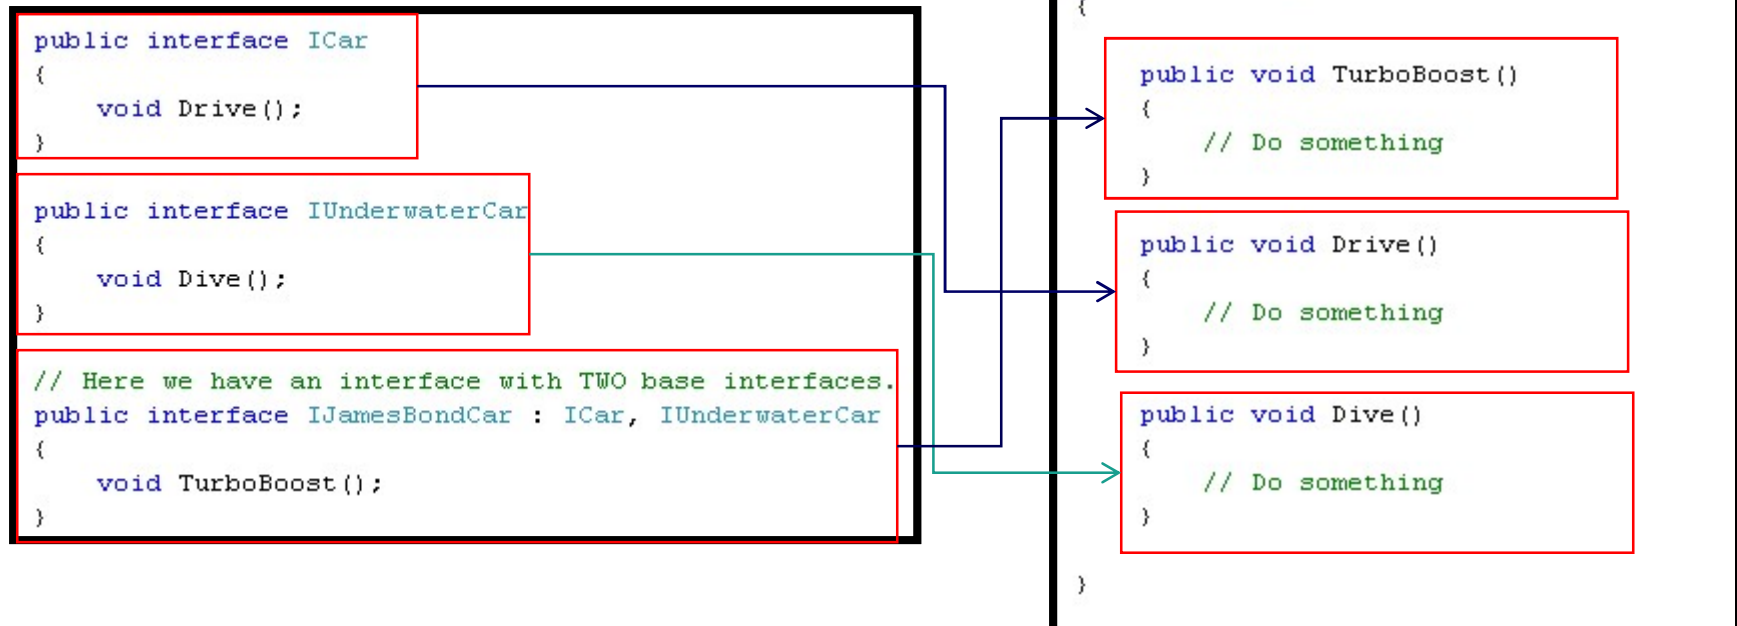 public interface ICar
{
void Drive();
}
public interface IUnderwaterCar
{
void Dive();
}
// Here we have an interface with TWO base interfaces.
public interface IJamesBondCar : ICar, IUnderwaterCar
{
void TurboBoost();
}
{
public void TurboBoost()
{
// Do something
}
public void Drive()
{
// Do something
}
public void Dive()
{
// Do something
}
}